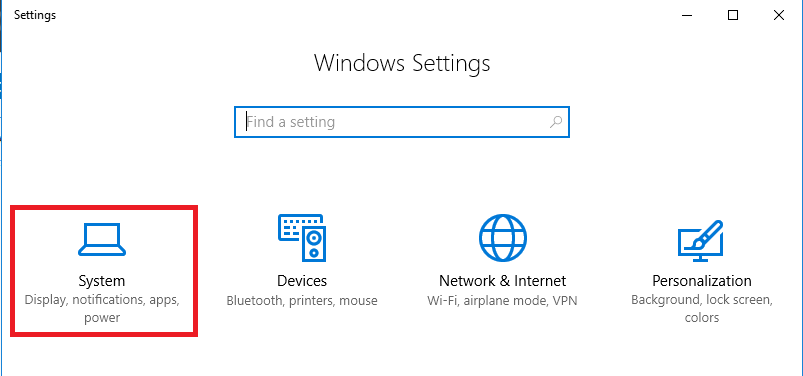 Settings
Windows Settings
Find a setting
System
Display, notifications, apps,
power
Devices
Bluetooth, printers, mouse
Network & Internet
Wi-Fi, airplane mode, VPN
Personalization
Background, lock screen,
colors